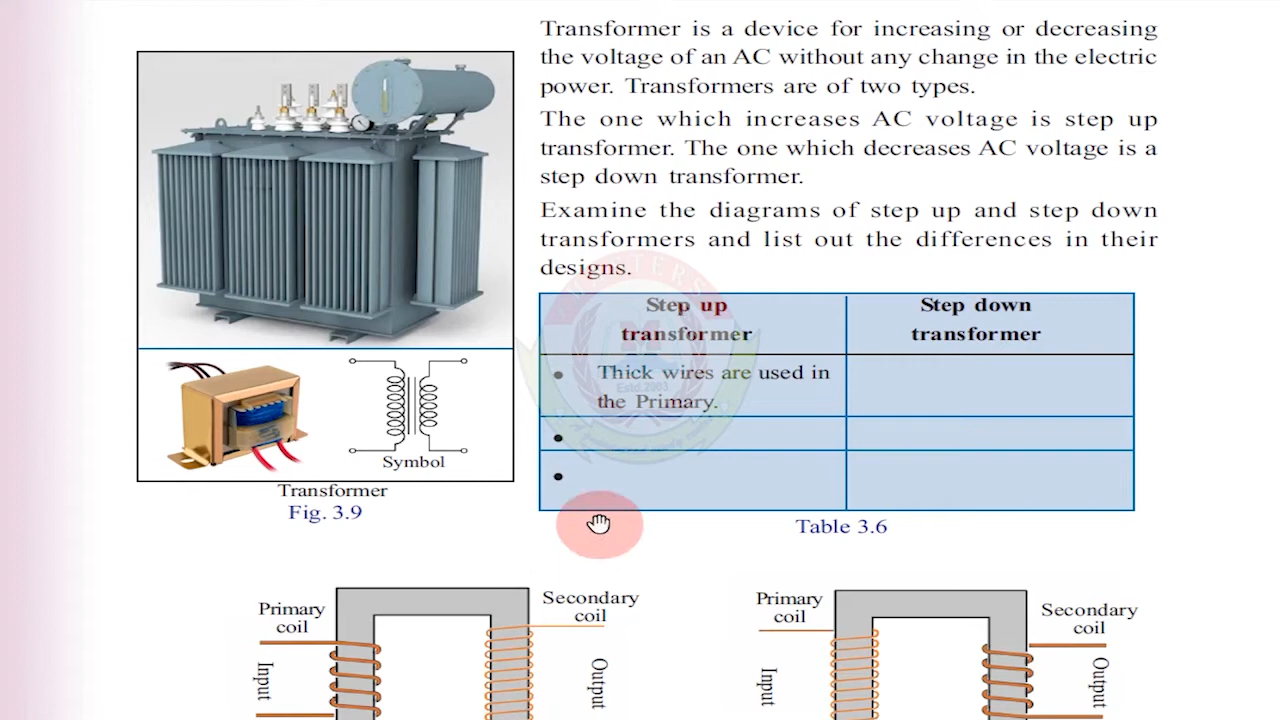 Transformer is a device for increasing or decreasing
the voltage of an AC without any change in the electric
power. Transformers are of two types.
The one which increases AC voltage is step up
transformer. The one which decreases AC voltage is a
step down transformer.
Examine the diagrams of step up and step down
transformers and list out the differences in their
designs.
Symbol
Transformer
Fig. 3.9
Step up
transformer
Step down
transformer
• Thick wires are used in
the Primary.
•
•
Estd.2003
Table 3.6
Primary
coil
Input
Secondary
coil
Output
Primary
coil
Input
Secondary
coil
Output